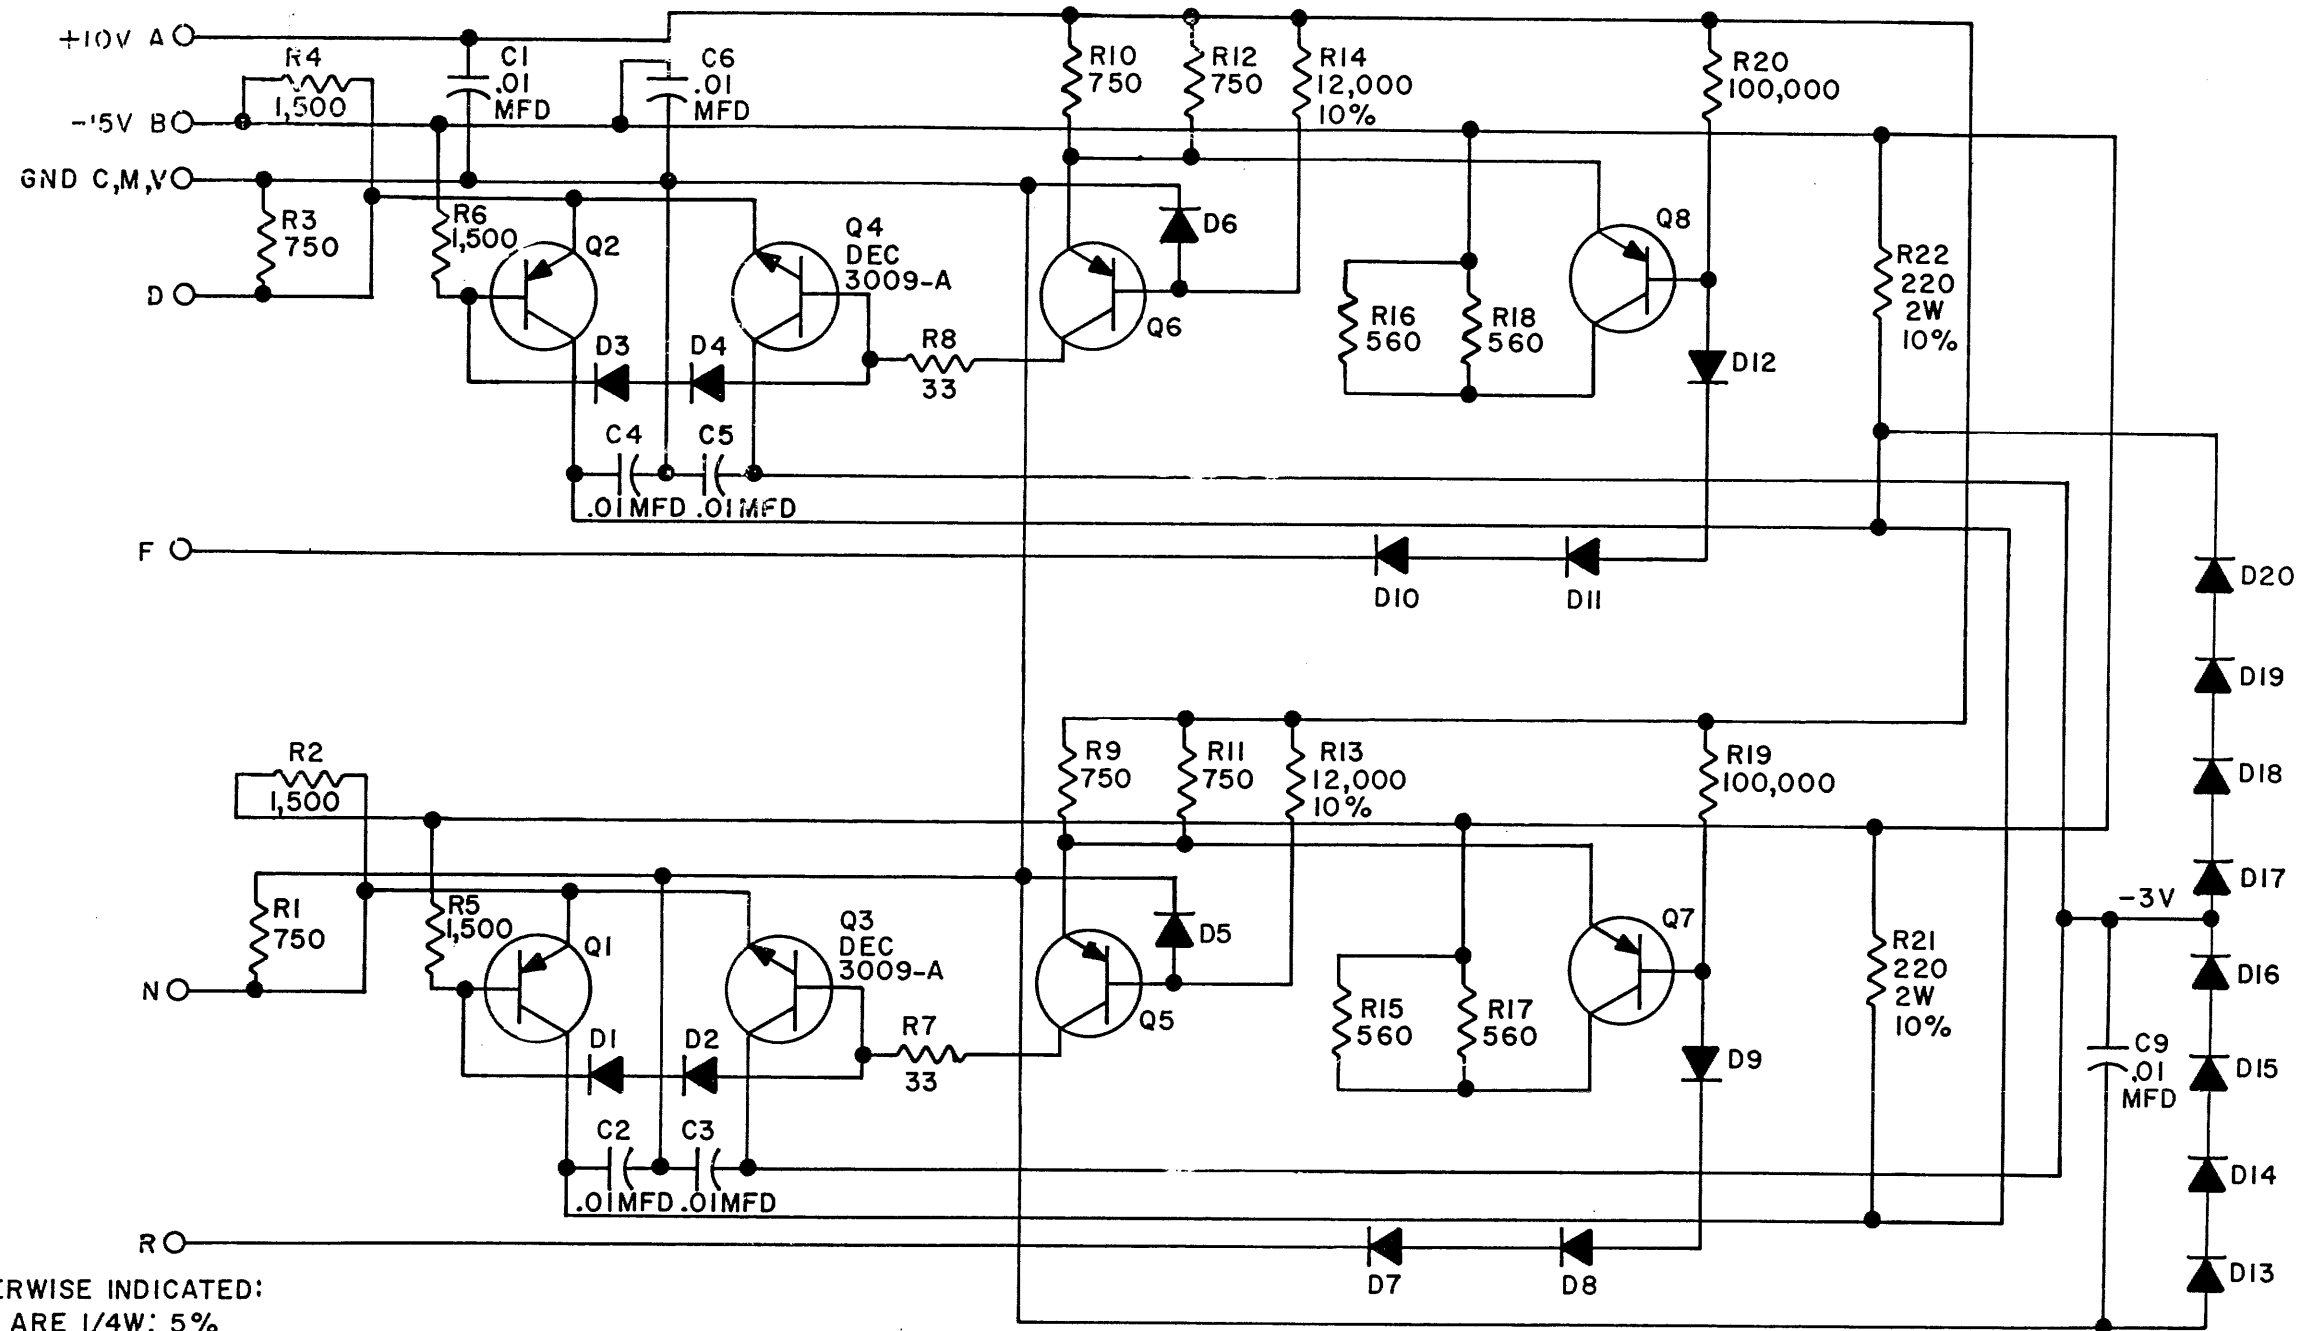 +10V A
R4
1,500
C1
.01
MFD
C6
.01
MFD
R10
750
R12
750
R14
12,000
10%
R20
100,000
-15V B
GND C,M,V
R3
750
R6
1,500
Q2
Q4
DEC
3009-A
D6
Q6
Q8
R22
220
2W
10%
D
D3
D4
R8
33
R16
560
R18
560
D12
C4
.01MFD
C5
.01MFD
F
D10
D11
D20
D19
D18
D17
-3V
D16
D15
D14
D13
R2
1,500
R9
750
R11
750
R13
12,000
10%
R19
100,000
R1
750
R5
1,500
Q1
Q3
DEC
3009-A
D5
Q5
Q7
R21
220
2W
10%
N
D1
D2
R7
33
R15
560
R17
560
D9
C9
.01
MFD
C2
.01MFD
C3
.01MFD
R
D7
D8
ERWISE INDICATED:
ARE 1/4W; 5%